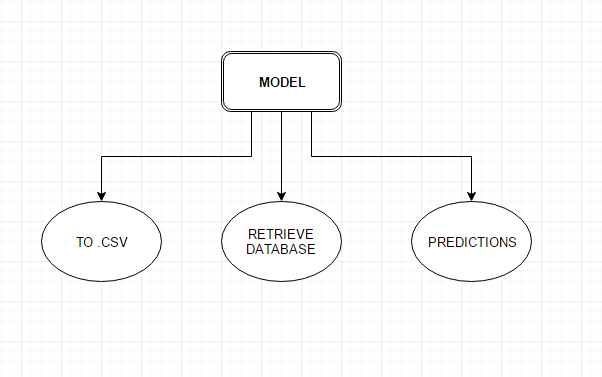 MODEL
TO .CSV
RETRIEVE
DATABASE
PREDICTIONS